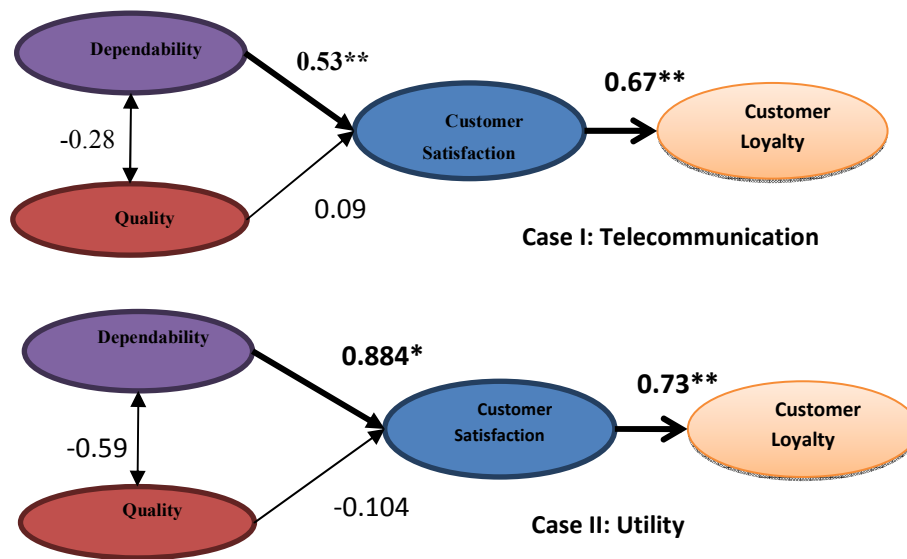 Dependability
0.53**
0.67**
Customer
Satisfaction
Customer
Loyalty
-0.28
Quality
0.09
Case I: Telecommunication
Dependability
0.884*
0.73**
Customer
Satisfaction
Customer
Loyalty
-0.59
Quality
-0.104
Case II: Utility